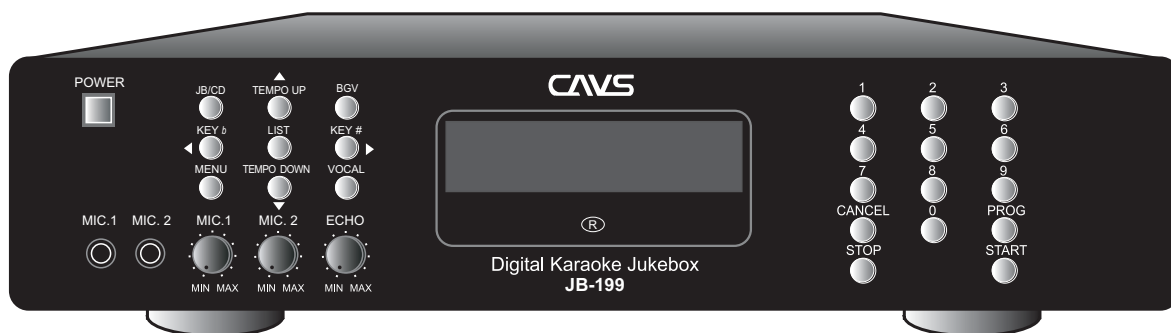 POWER
JB/CD TEMPO UP BGV
KEY b LIST KEY #
MENU TEMPO DOWN VOCAL
MIC.1 MIC. 2 MIC.1 MIC. 2 ECHO
MIN MAX MIN MAX MIN MAX
CAVS
®
Digital Karaoke Jukebox
JB-199
1 2 3
4 5 6
7 8 9
CANCEL 0 PROG
STOP START